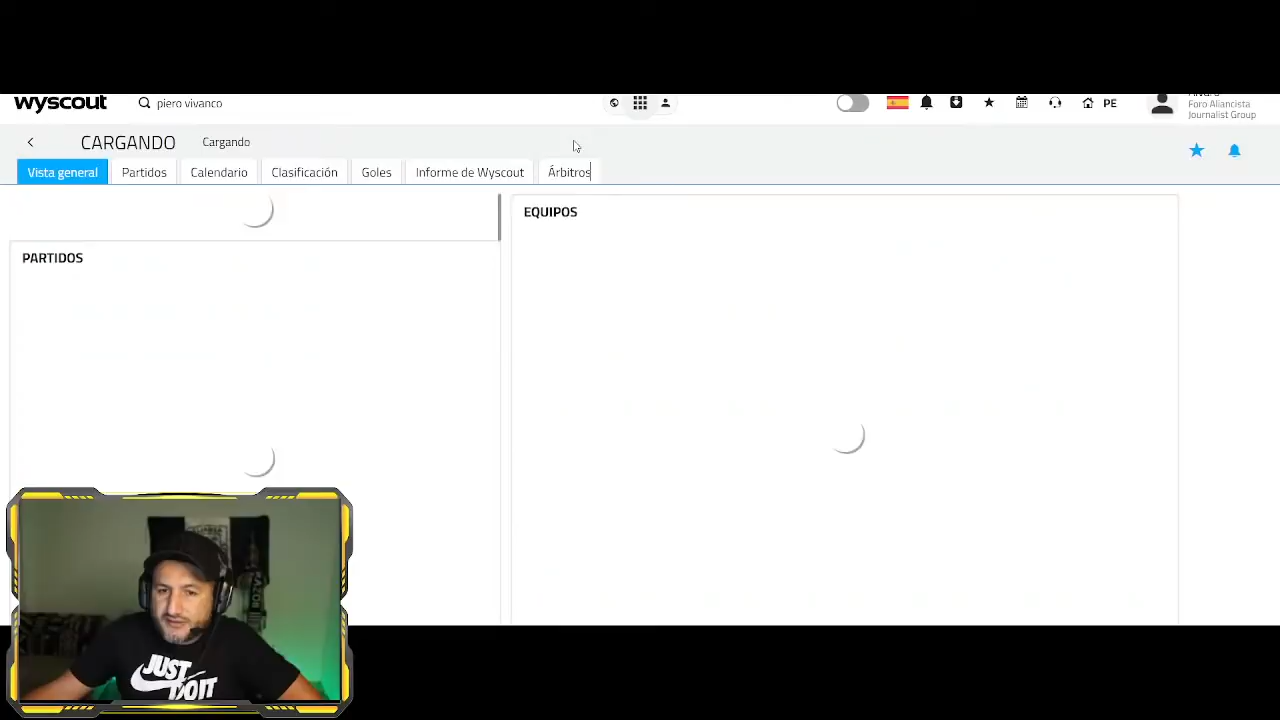 wyscout
piero vivanco
PE
Foro Aliancista
Journalist Group
CARGANDO
Cargando
Vista general
Partidos
Calendario
Clasificación
Goles
Informe de Wyscout
Árbitros
EQUIPOS
PARTIDOS
JUST
DO IT